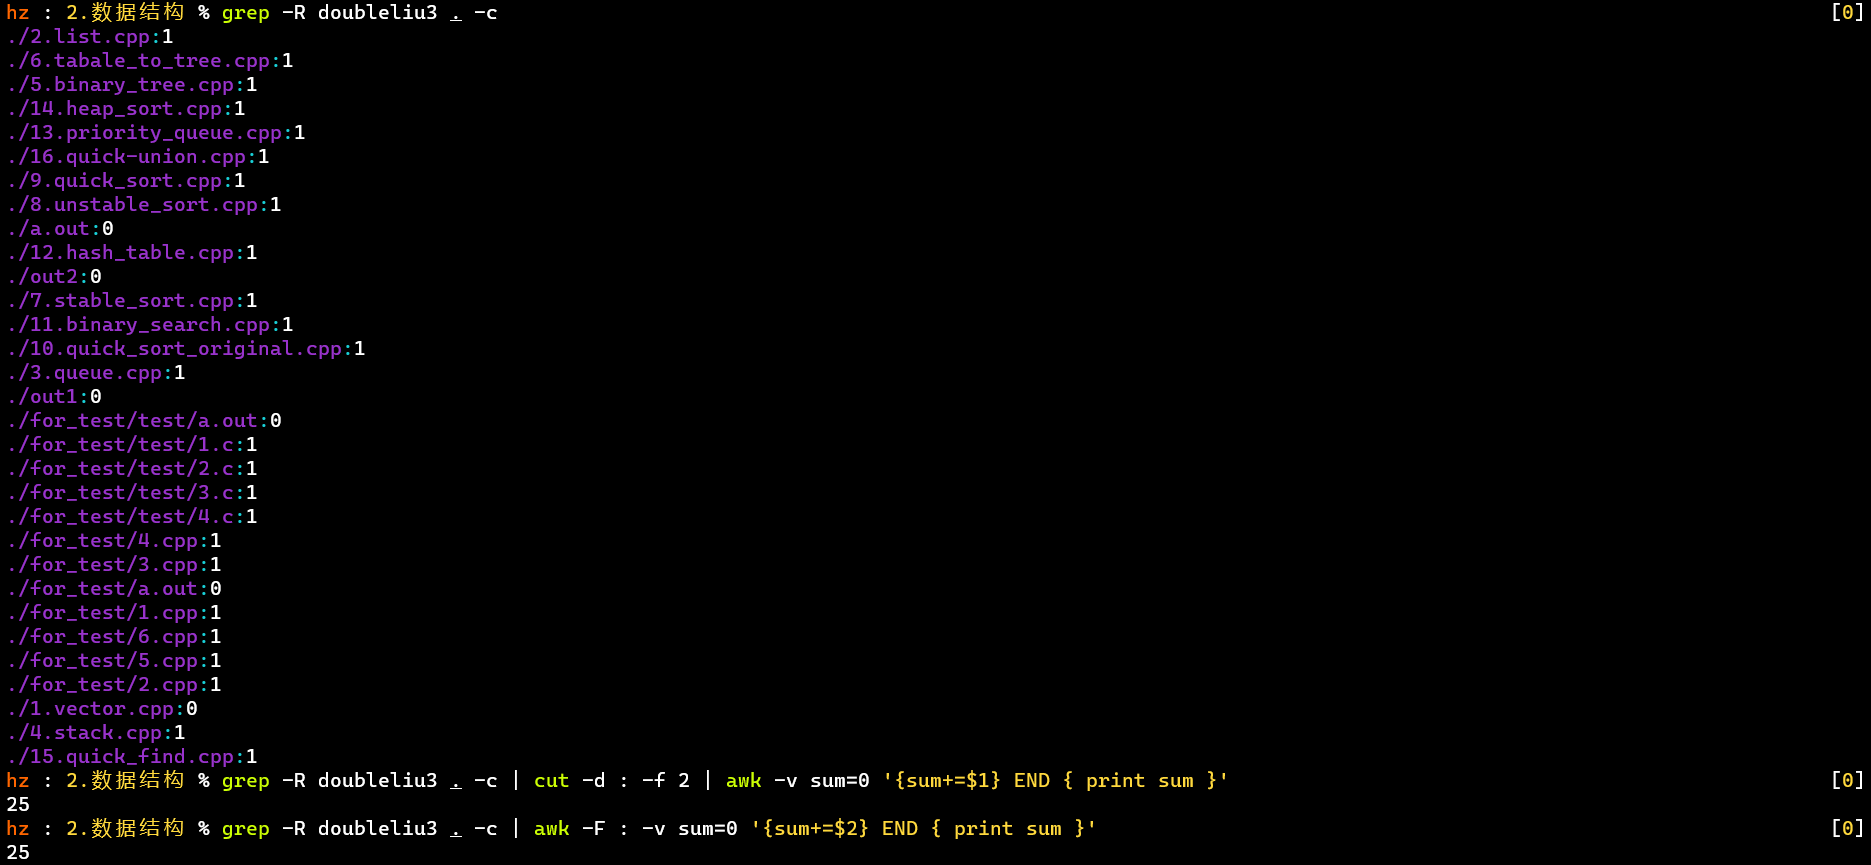 hz : 2.数据结构 % grep -R doubleliu3 . -c [0]
./2.list.cpp:1
./6.tabale_to_tree.cpp:1
./5.binary_tree.cpp:1
./14.heap_sort.cpp:1
./13.priority_queue.cpp:1
./16.quick-union.cpp:1
./9.quick_sort.cpp:1
./8.unstable_sort.cpp:1
./a.out:0
./12.hash_table.cpp:1
./out2:0
./7.stable_sort.cpp:1
./11.binary_search.cpp:1
./10.quick_sort_original.cpp:1
./3.queue.cpp:1
./out1:0
./for_test/test/a.out:0
./for_test/test/1.c:1
./for_test/test/2.c:1
./for_test/test/3.c:1
./for_test/test/4.c:1
./for_test/4.cpp:1
./for_test/3.cpp:1
./for_test/a.out:0
./for_test/1.cpp:1
./for_test/6.cpp:1
./for_test/5.cpp:1
./for_test/2.cpp:1
./1.vector.cpp:0
./4.stack.cpp:1
./15.quick_find.cpp:1
hz : 2.数据结构 % grep -R doubleliu3 . -c | cut -d : -f 2 | awk -v sum=0 '{sum+=$1} END { print sum }' [0]
25
hz : 2.数据结构 % grep -R doubleliu3 . -c | awk -F : -v sum=0 '{sum+=$2} END { print sum }' [0]
25